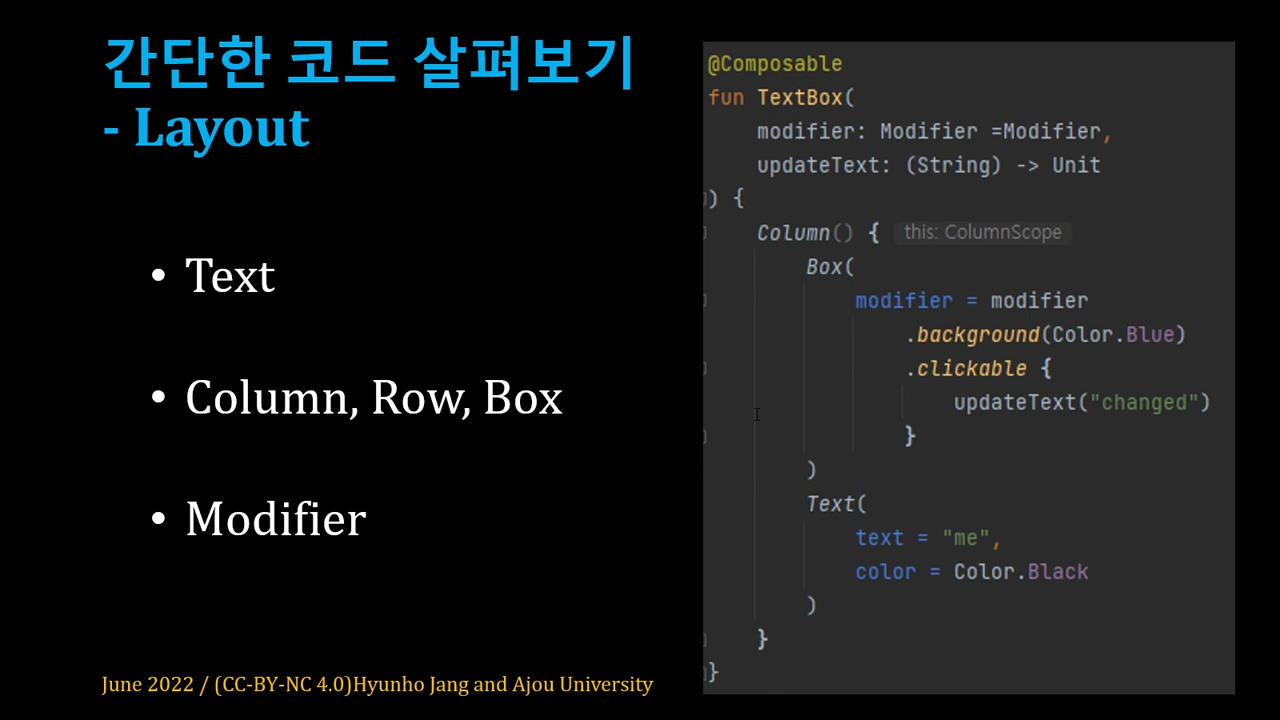 간단한 코드 살펴보기
- Layout
• Text
• Column, Row, Box
• Modifier
June 2022 / (CC-BY-NC 4.0)Hyunho Jang and Ajou University
@Composable
fun TextBox(
    modifier: Modifier =Modifier,
    updateText: (String) -> Unit
) {
    Column() { this: ColumnScope
        Box(
            modifier = modifier
                .background(Color.Blue)
                .clickable {
                    updateText("changed")
                }
        )
        Text(
            text = "me",
            color = Color.Black
        )
    }
}